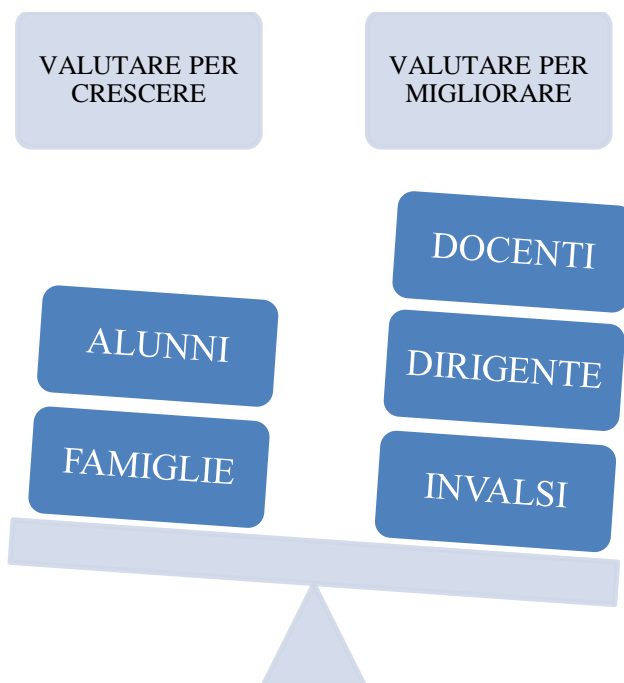 VALUTARE PER
CRESCERE
VALUTARE PER
MIGLIORARE
ALUNNI
FAMIGLIE
DOCENTI
DIRIGENTE
INVALSI